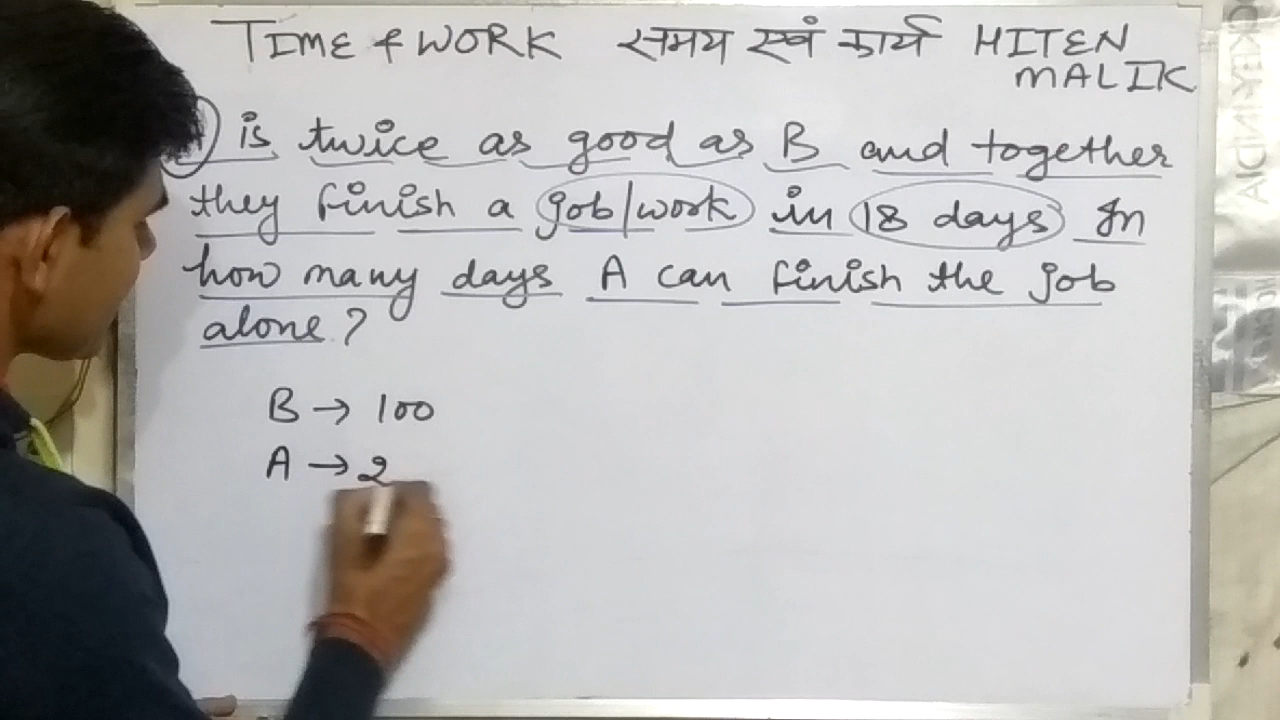 TIME & WORK समय एवं कार्य HITEN
MALIK
is twice as good as B and together
they finish a job/work in 18 days In
how many days A can finish the job
alone?
B → 100
A → 2